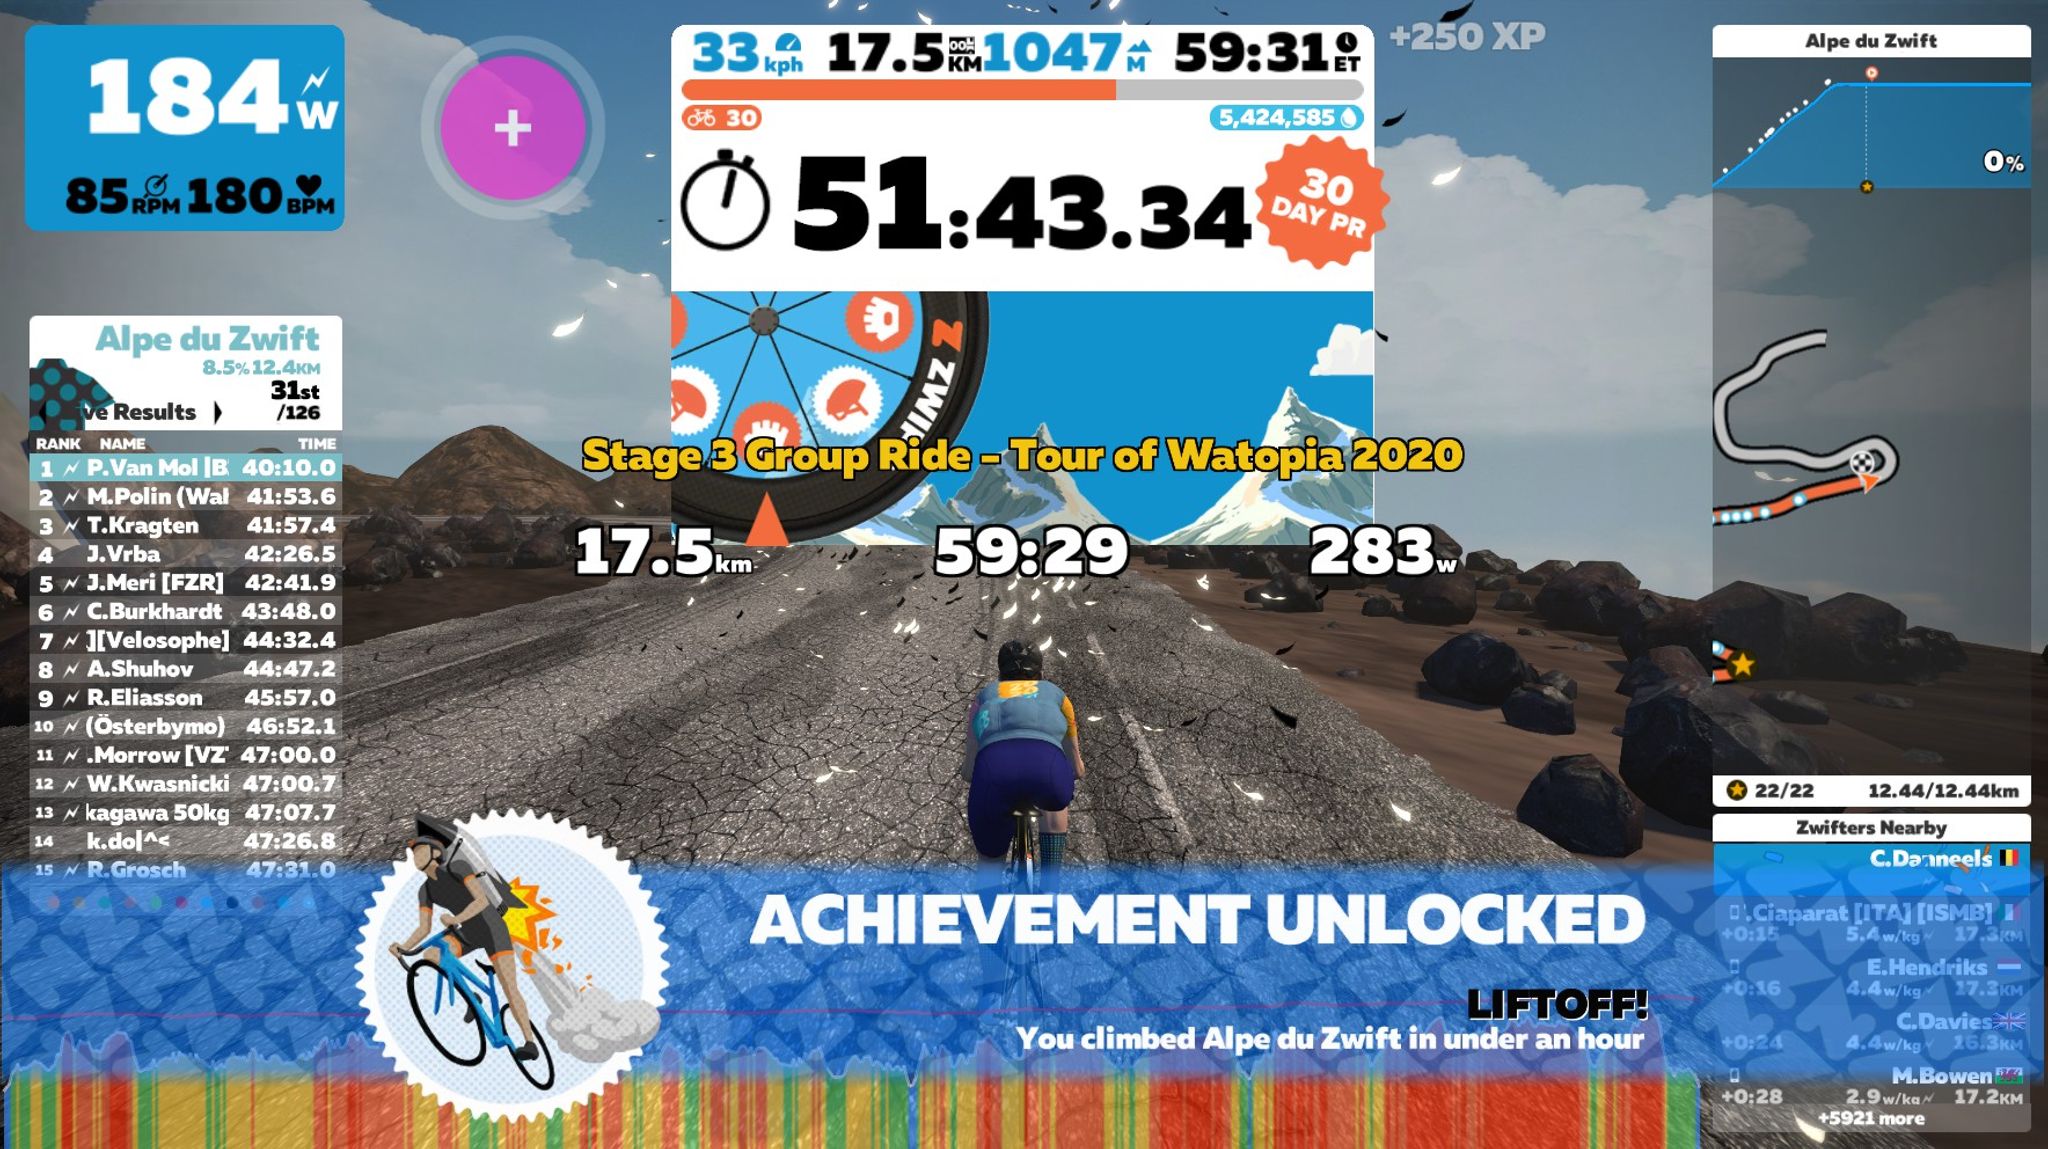 184 W
85 RPM 180 BPM
33 kph 17.5 KM 1047 M 59:31 ET
+250 XP
30
5,424,585
51:43.34
30
DAY PR
ZWIFT
Stage 3 Group Ride – Tour of Watopia 2020
17.5km 59:29 283w
Alpe du Zwift
8.5% 12.4KM
31st
ve Results /126
RANK NAME TIME
1 P.Van Mol |B 40:10.0
2 M.Polin (Wal 41:53.6
3 T.Kragten 41:57.4
4 J.Vrba 42:26.5
5 J.Meri [FZR] 42:41.9
6 C.Burkhardt 43:48.0
7 ][Velosophe] 44:32.4
8 A.Shuhov 44:47.2
9 R.Eliasson 45:57.0
10 (Österbymo) 46:52.1
11 .Morrow [VZ 47:00.0
12 W.Kwasnicki 47:00.7
13 kagawa 50kg 47:07.7
14 k.do|^< 47:26.8
15 R.Grosch 47:31.0
Alpe du Zwift
0%
22/22 12.44/12.44km
Zwifters Nearby
C.Danneels
.Ciaparat [ITA] [ISMB]
+0:15 5.4w/kg 17.3KM
E.Hendriks
+0:16 4.4w/kg 17.3KM
C.Davies
+0:24 4.4w/kg 16.3KM
M.Bowen
+0:28 2.9w/kg 17.2KM
+5921 more
ACHIEVEMENT UNLOCKED
LIFTOFF!
You climbed Alpe du Zwift in under an hour